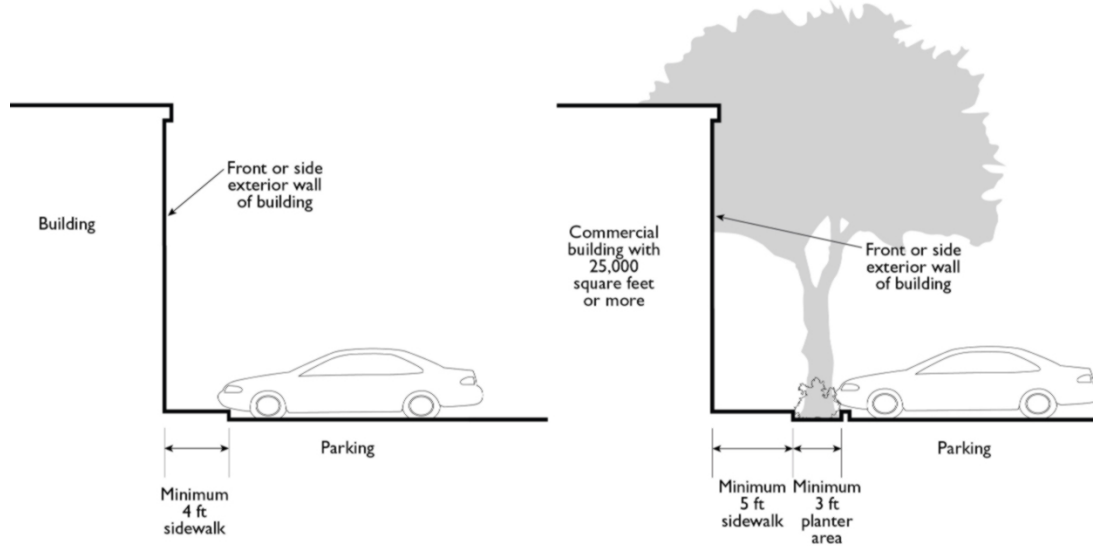 Front or side
exterior wall
of building
Building
Parking
Minimum
4 ft
sidewalk
Commercial
building with
25,000
square feet
or more
Front or side
exterior wall
of building
Parking
Minimum
5 ft
sidewalk
Minimum
3 ft
planter
area